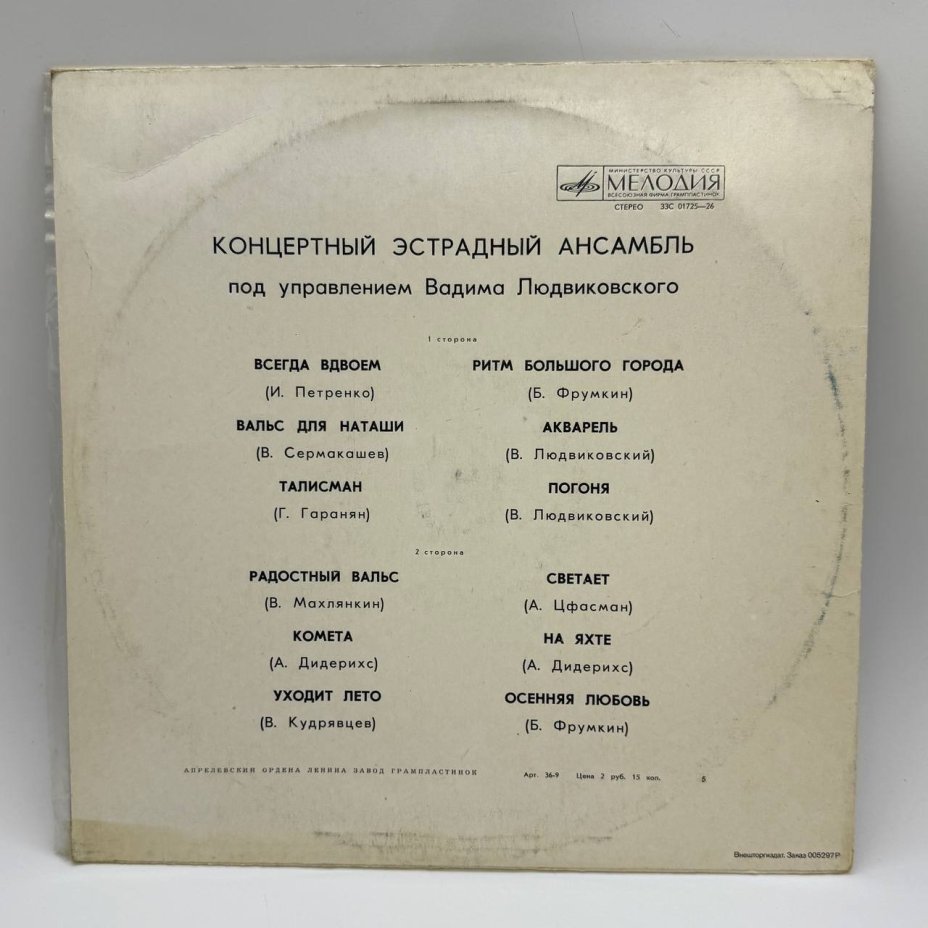 МИНИСТЕРСТВО КУЛЬТУРЫ СССР
МЕЛОДИЯ
ВСЕСОЮЗНАЯ ФИРМА ГРАМПЛАСТИНОК
СТЕРЕО 33С 01725—26
КОНЦЕРТНЫЙ ЭСТРАДНЫЙ АНСАМБЛЬ
под управлением Вадима Людвиковского
1 сторона
ВСЕГДА ВДВОЕМ
(И. Петренко)
ВАЛЬС ДЛЯ НАТАШИ
(В. Сермакашев)
ТАЛИСМАН
(Г. Гаранян)
РИТМ БОЛЬШОГО ГОРОДА
(Б. Фрумкин)
АКВАРЕЛЬ
(В. Людвиковский)
ПОГОНЯ
(В. Людвиковский)
2 сторона
РАДОСТНЫЙ ВАЛЬС
(В. Махлянкин)
КОМЕТА
(А. Дидерихс)
УХОДИТ ЛЕТО
(В. Кудрявцев)
СВЕТАЕТ
(А. Цфасман)
НА ЯХТЕ
(А. Дидерихс)
ОСЕННЯЯ ЛЮБОВЬ
(Б. Фрумкин)
АПРЕЛЕВСКИЙ ОРДЕНА ЛЕНИНА ЗАВОД ГРАМПЛАСТИНОК
Арт. 36-9 Цена 2 руб. 15 коп. 5
Внешторгиздат. Заказ 005297Р